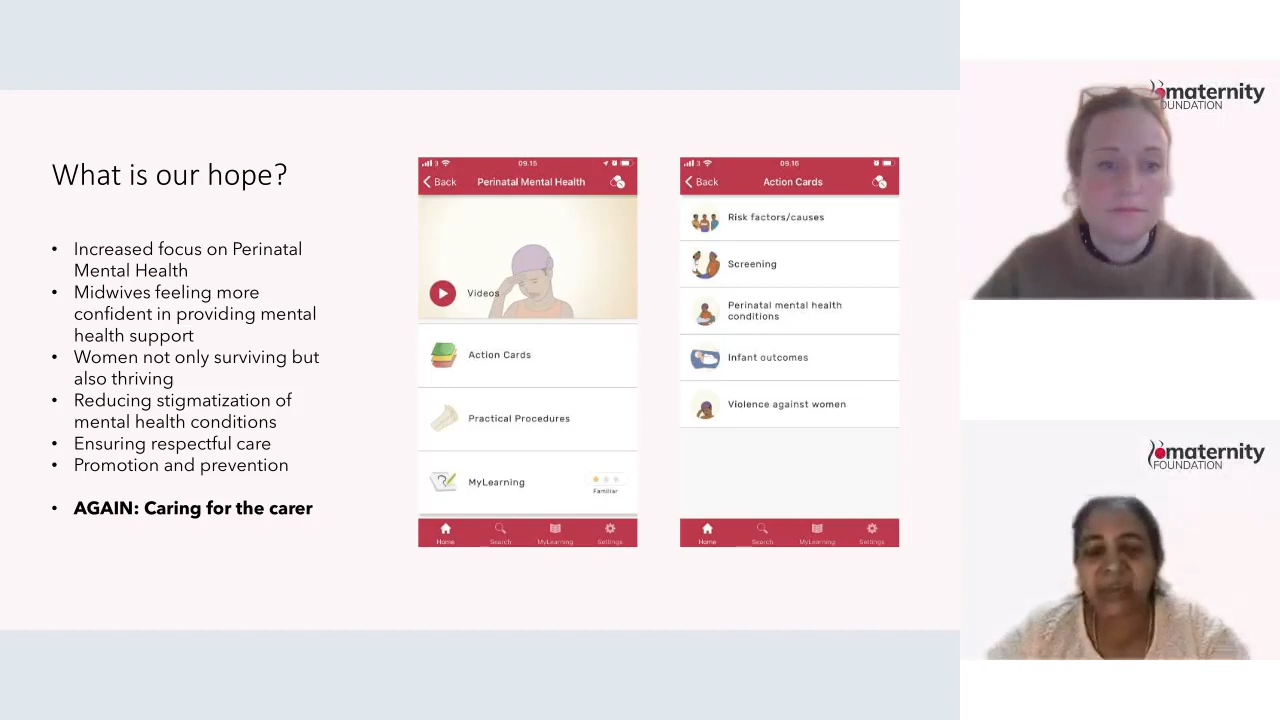 What is our hope?
• Increased focus on Perinatal
Mental Health
• Midwives feeling more
confident in providing mental
health support
• Women not only surviving but
also thriving
• Reducing stigmatization of
mental health conditions
• Ensuring respectful care
• Promotion and prevention
• AGAIN: Caring for the carer
3 09.15
Back Perinatal Mental Health
Videos
Action Cards
Practical Procedures
MyLearning
Familiar
Home Search MyLearning Settings
3 09.16
Back Action Cards
Risk factors/causes
Screening
Perinatal mental health
conditions
Infant outcomes
Violence against women
Home Search MyLearning Settings
maternity
OUNDATION
maternity
FOUNDATION